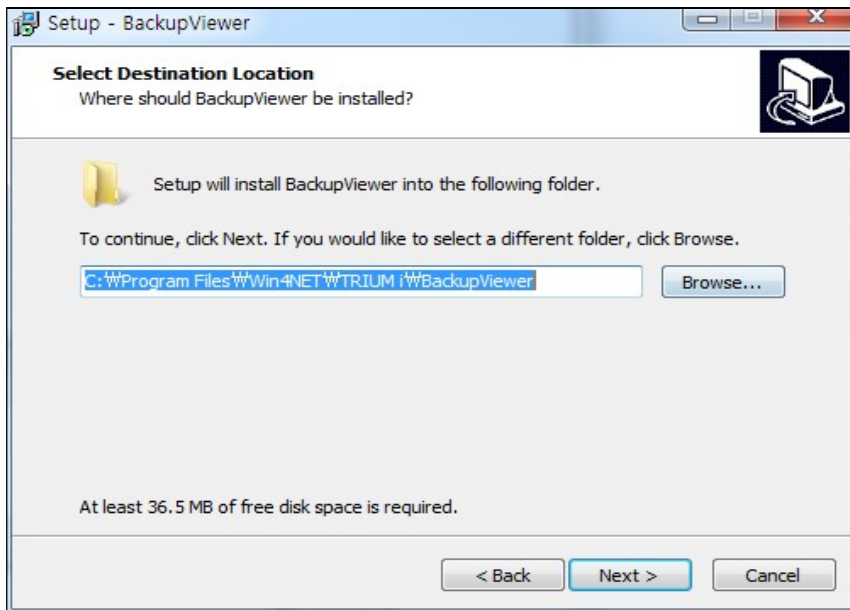 Setup - BackupViewer
Select Destination Location
Where should BackupViewer be installed?
Setup will install BackupViewer into the following folder.
To continue, click Next. If you would like to select a different folder, click Browse.
C:₩Program Files₩Win4NET₩TRIUM i₩BackupViewer
Browse...
At least 36.5 MB of free disk space is required.
< Back
Next >
Cancel